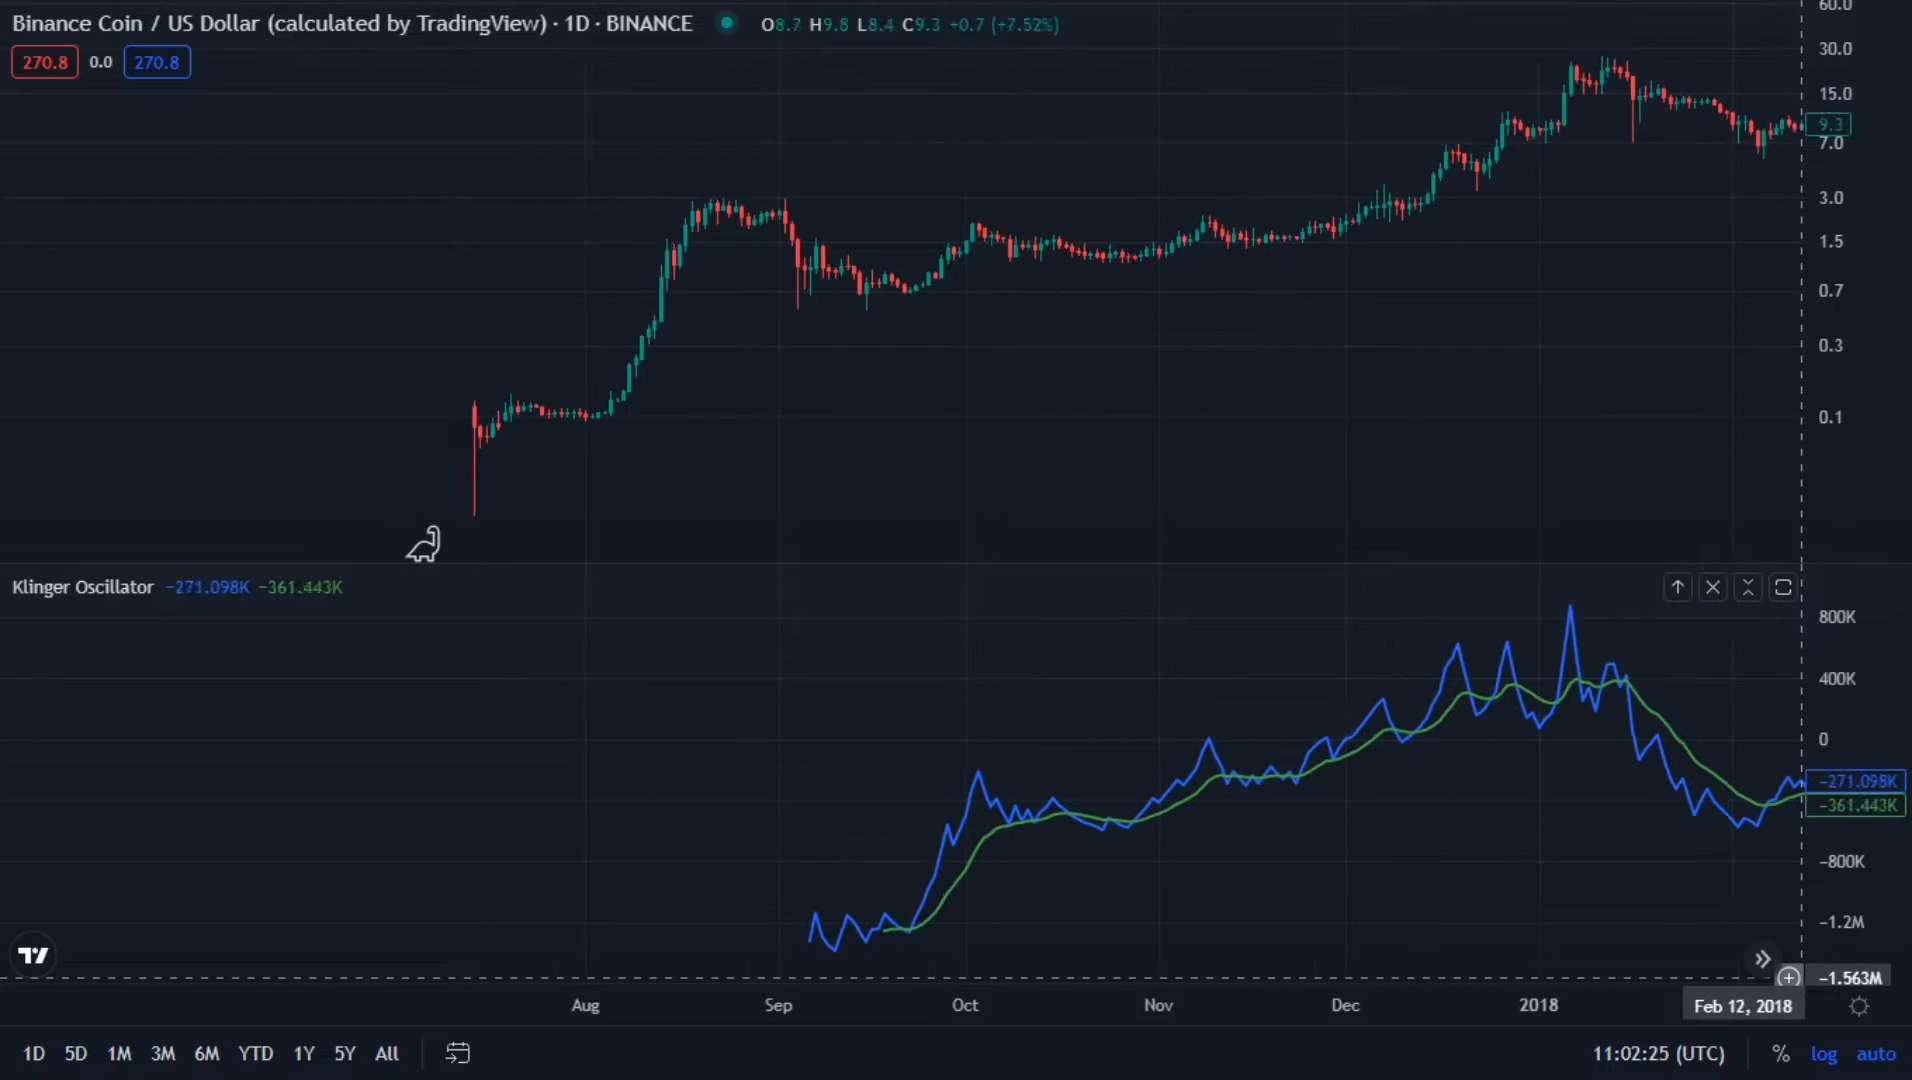 Binance Coin / US Dollar (calculated by TradingView) · 1D · BINANCE O8.7 H9.8 L8.4 C9.3 +0.7 (+7.52%)
270.8 0.0 270.8
60.0
30.0
15.0
9.3
7.0
3.0
1.5
0.7
0.3
0.1
Klinger Oscillator −271.098K −361.443K
800K
400K
0
−271.098K
−361.443K
−800K
−1.2M
−1.563M
Aug Sep Oct Nov Dec 2018 Feb 12, 2018
1D 5D 1M 3M 6M YTD 1Y 5Y All 11:02:25 (UTC) % log auto